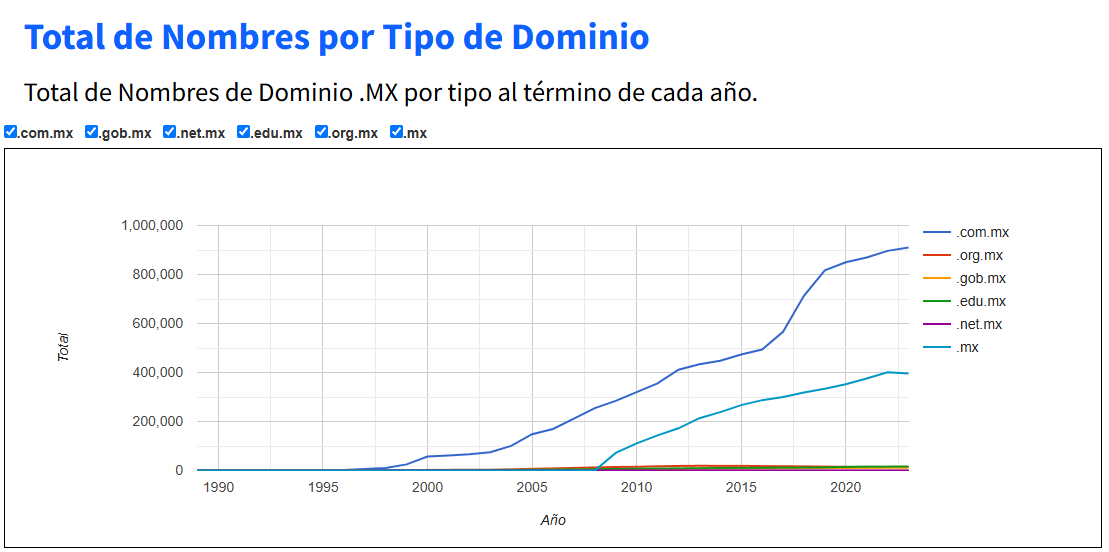 Total de Nombres por Tipo de Dominio
Total de Nombres de Dominio .MX por tipo al término de cada año.
.com.mx .gob.mx .net.mx .edu.mx .org.mx .mx
1,000,000
800,000
600,000
400,000
200,000
0
Total
1990 1995 2000 2005 2010 2015 2020
Año
.com.mx
.org.mx
.gob.mx
.edu.mx
.net.mx
.mx